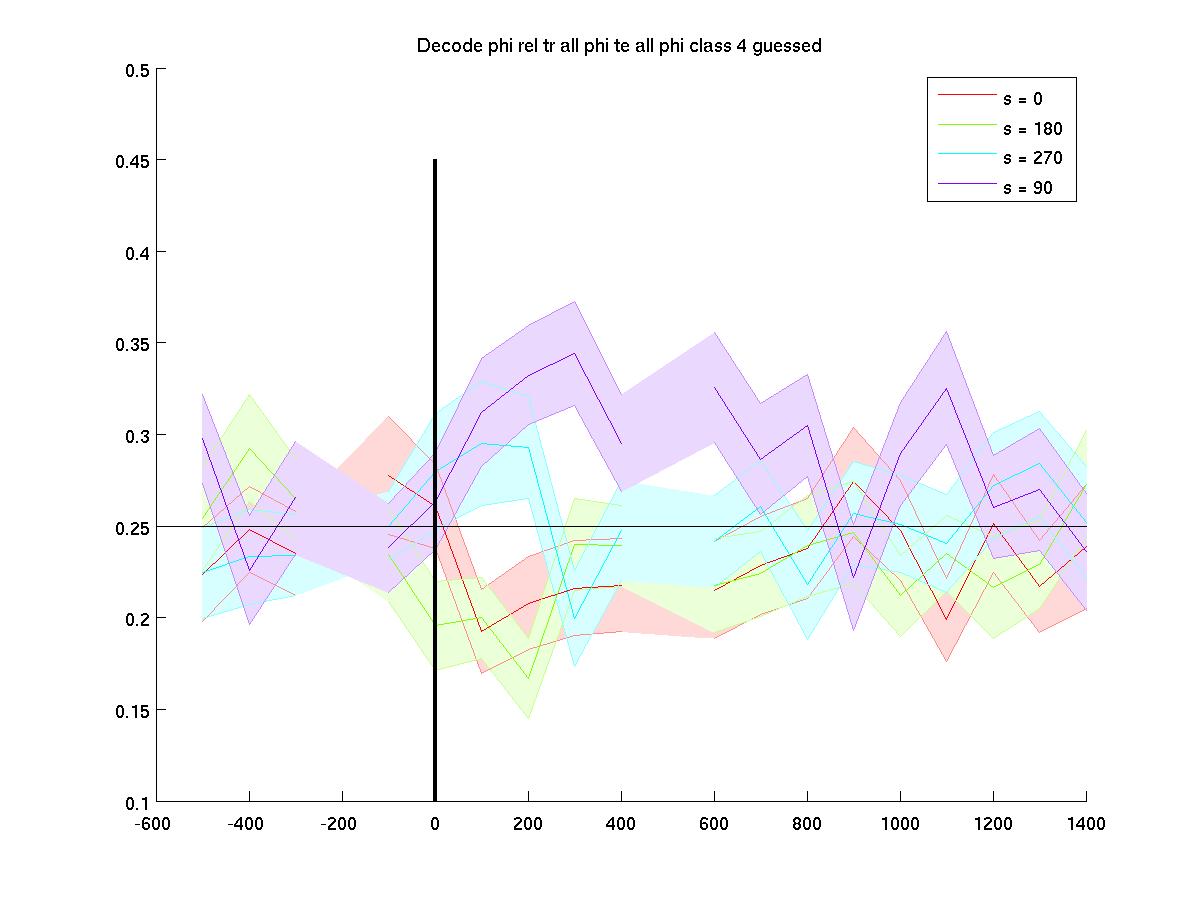 Decode phi rel tr all phi te all phi class 4 guessed
s = 0
s = 180
s = 270
s = 90
0.5
0.45
0.4
0.35
0.3
0.25
0.2
0.15
0.1
-600 -400 -200 0 200 400 600 800 1000 1200 1400